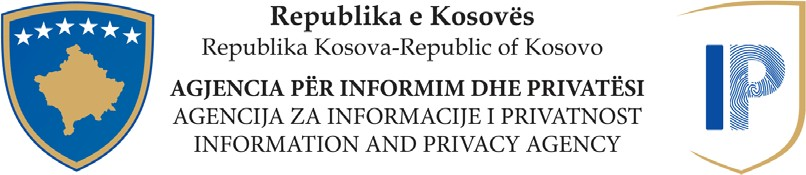 Republika e Kosovës
Republika Kosova-Republic of Kosovo
AGJENCIA PËR INFORMIM DHE PRIVATËSI
AGENCIJA ZA INFORMACIJE I PRIVATNOST
INFORMATION AND PRIVACY AGENCY
IP